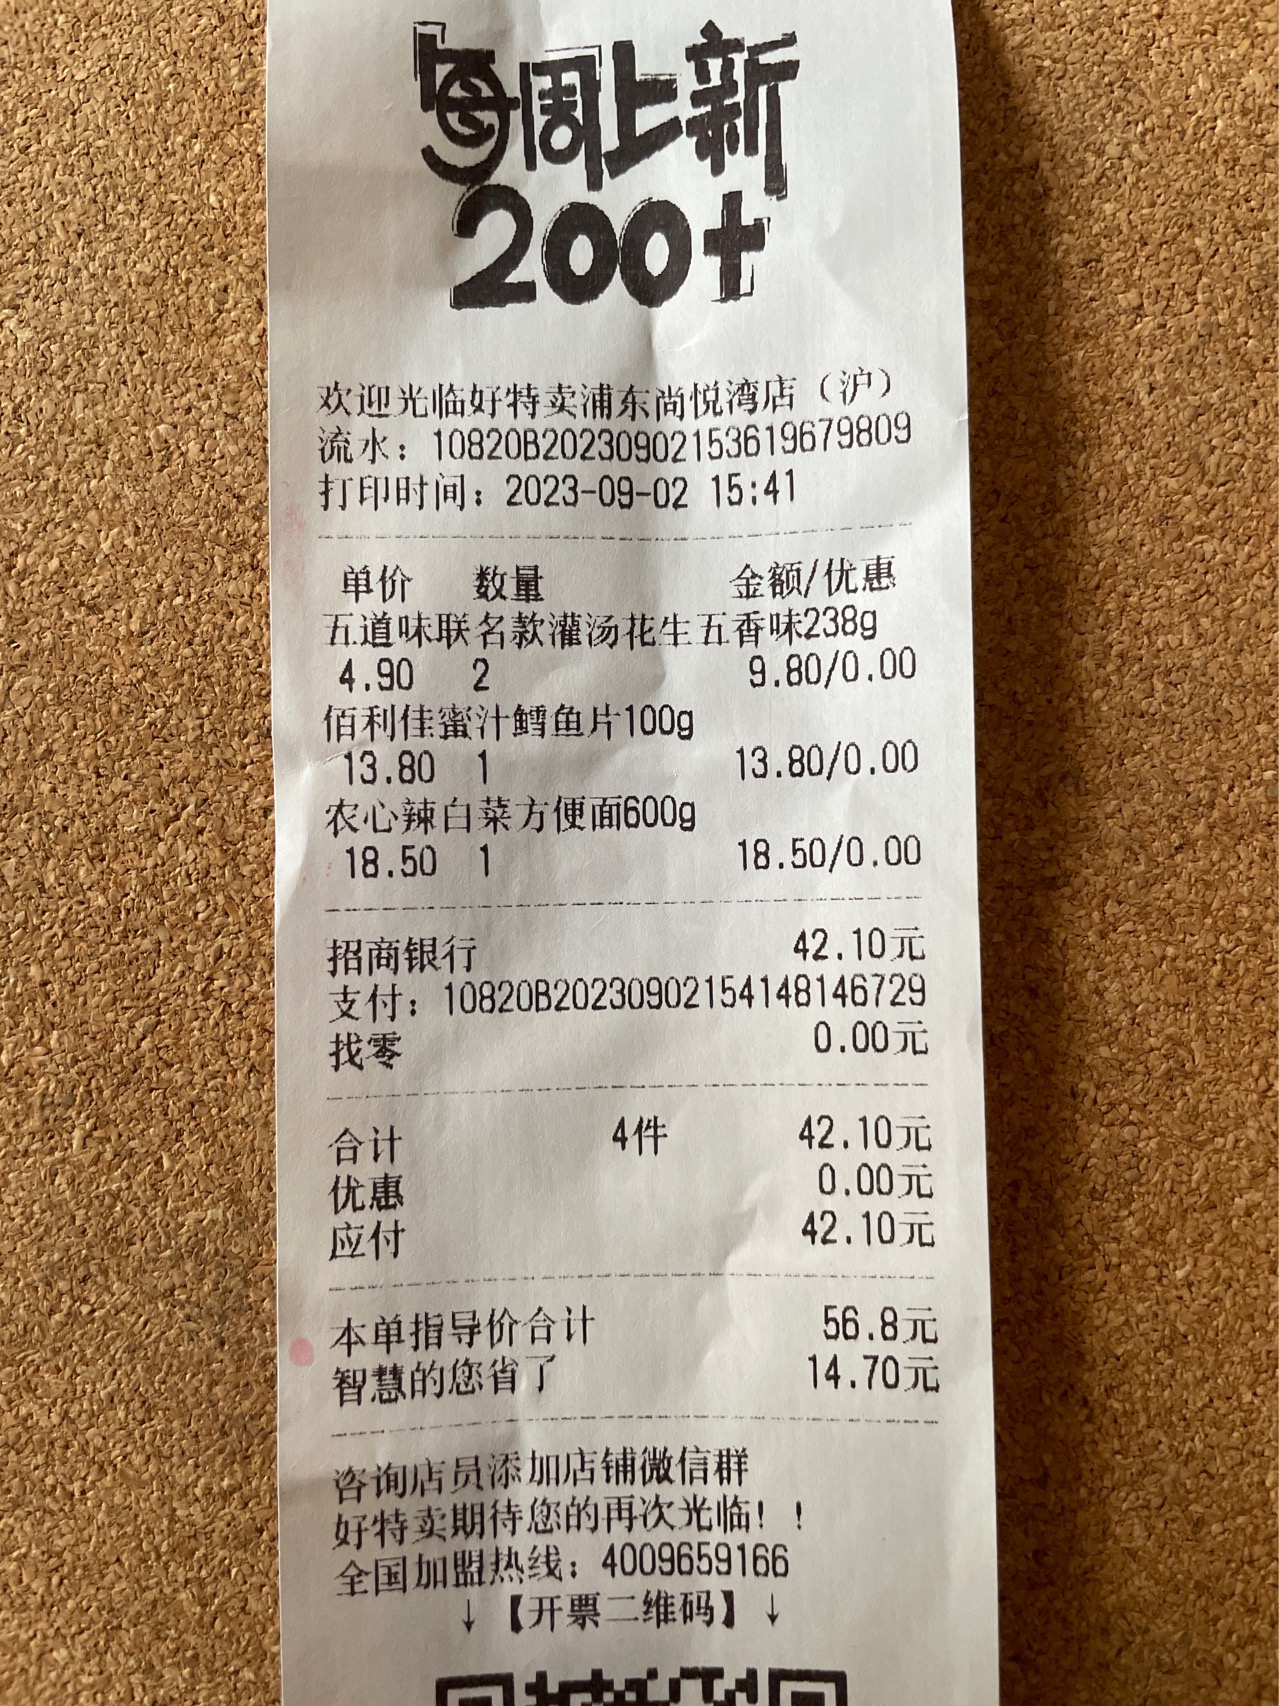 每周上新
200+
欢迎光临好特卖浦东尚悦湾店（沪）
流水：10820B202309021536196798​09
打印时间：2023-09-02 15:41
单价 数量 金额/优惠
五道味联名款灌汤花生五香味238g
4.90 2 9.80/0.00
佰利佳蜜汁鳕鱼片100g
13.80 1 13.80/0.00
农心辣白菜方便面600g
18.50 1 18.50/0.00
招商银行 42.10元
支付：10820B20230902154148146729
找零 0.00元
合计 4件 42.10元
优惠 0.00元
应付 42.10元
本单指导价合计 56.8元
智慧的您省了 14.70元
咨询店员添加店铺微信群
好特卖期待您的再次光临！！
全国加盟热线：4009659166
↓【开票二维码】↓